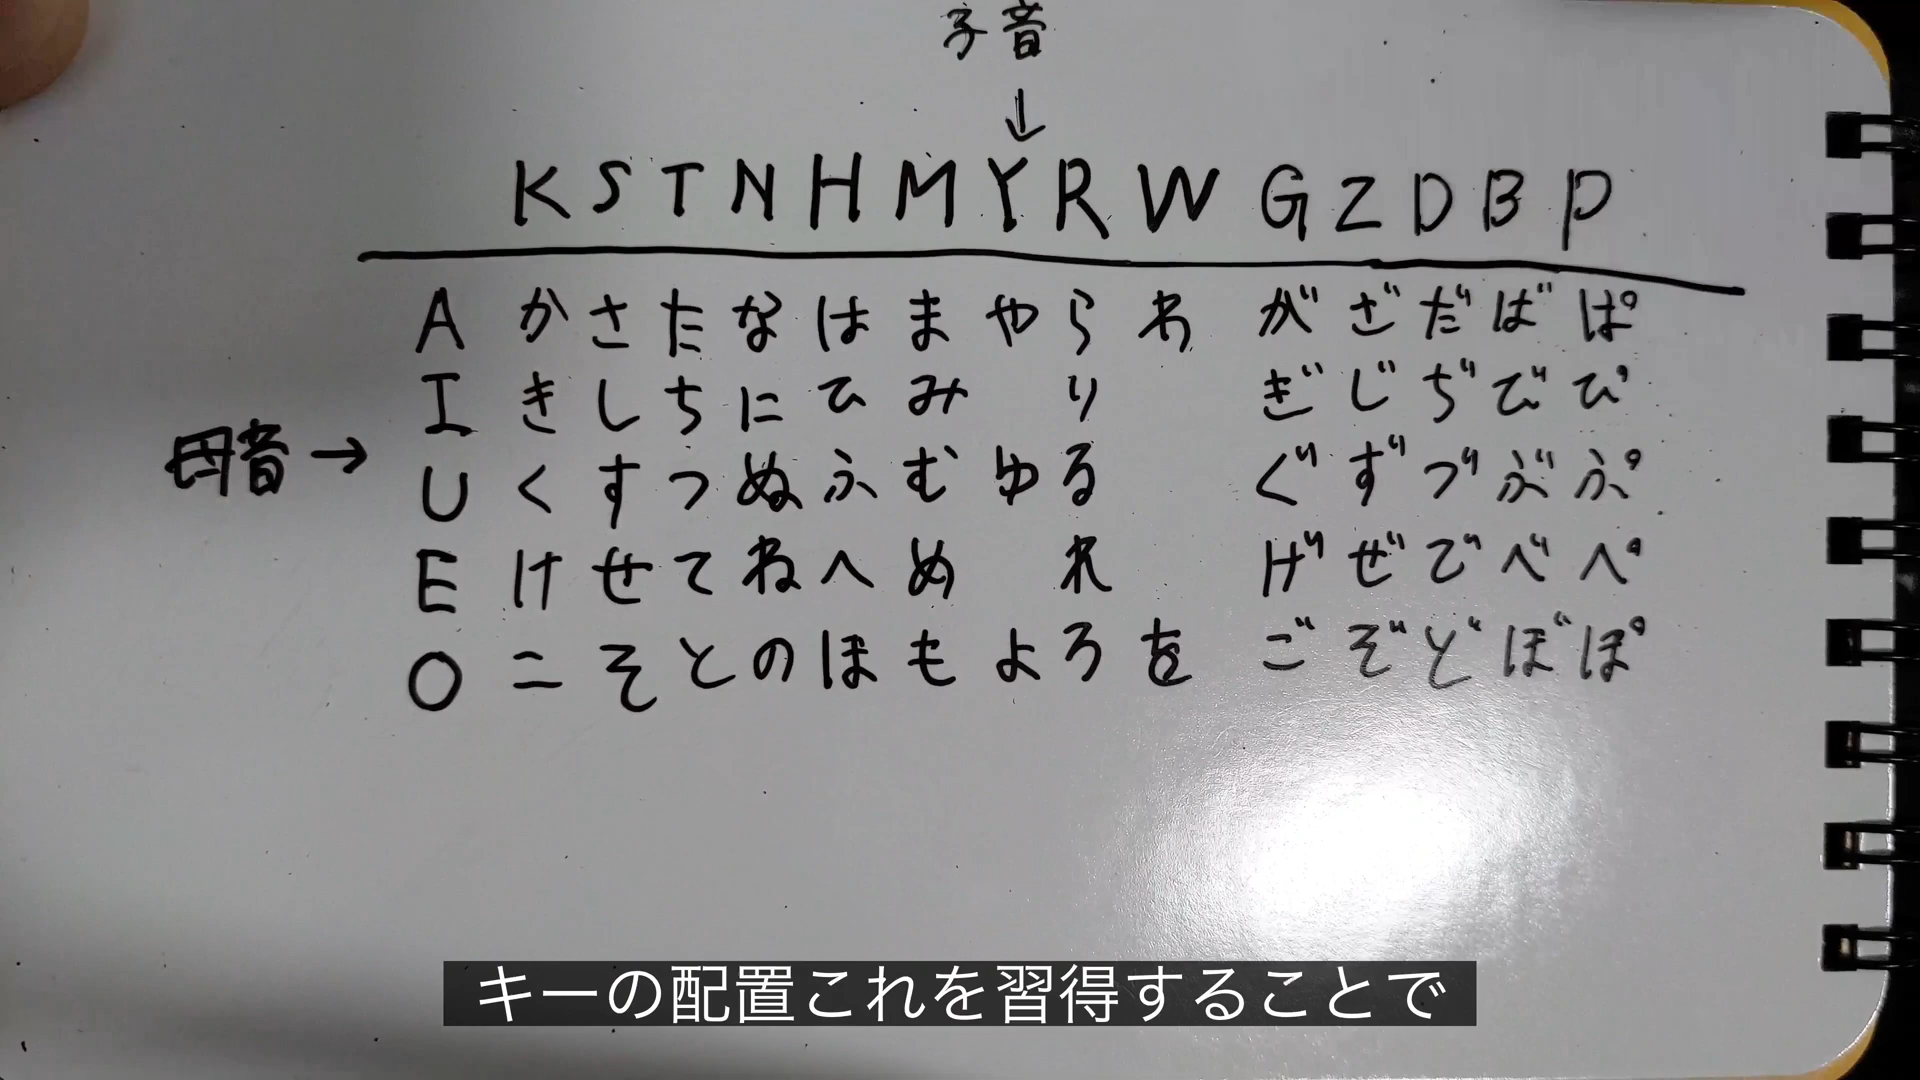 子音
↓
K S T N H M Y R W G Z D B P
A か さ た な は ま や ら わ が ざ だ ば ぱ
I き し ち に ひ み り ぎ じ ぢ び ぴ
母音→
U く す つ ぬ ふ む ゆ る ぐ ず づ ぶ ぷ
E け せ て ね へ め れ げ ぜ で べ ぺ
O こ そ と の ほ も よ ろ を ご ぞ ど ぼ ぽ
キーの配置これを習得することで